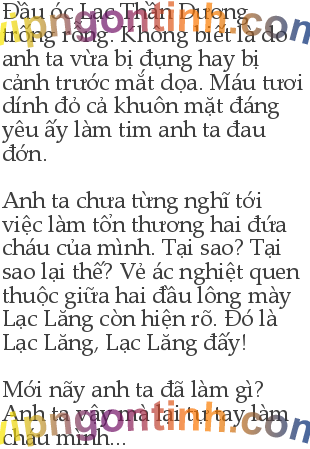 Đầu óc Lạc Thần Dương
trống rỗng. Không biết là do
anh ta vừa bị đụng hay bị
cảnh trước mắt dọa. Máu tươi
dính đỏ cả khuôn mặt đáng
yêu ấy làm tim anh ta đau
đớn.
Anh ta chưa từng nghĩ tới
việc làm tổn thương hai đứa
cháu của mình. Tại sao? Tại
sao lại thế? Vẻ ác nghiệt quen
thuộc giữa hai đầu lông mày
Lạc Lăng còn hiện rõ. Đó là
Lạc Lăng, Lạc Lăng đấy!
Mới nãy anh ta đã làm gì?
Anh ta vậy mà lại tự tay làm
cháu mình...
vipngontinh.com
vipngontinh.com